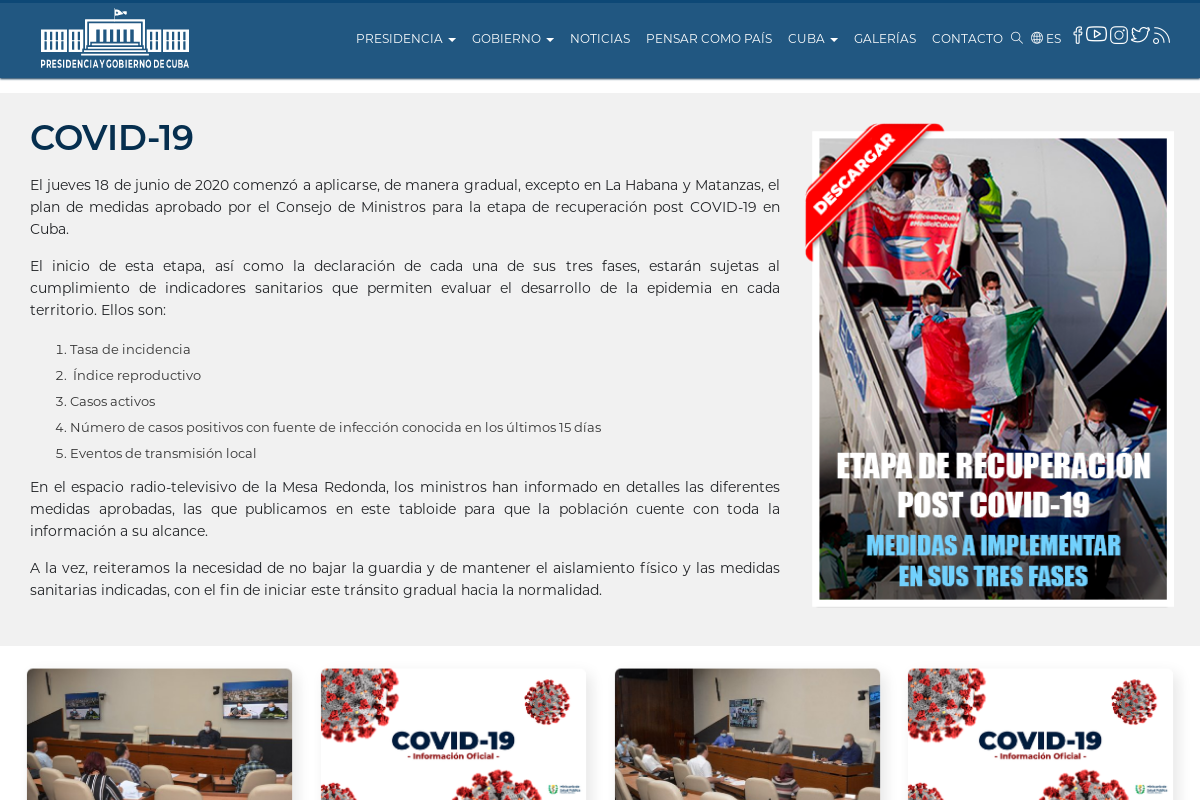 PRESIDENCIA Y GOBIERNO DE CUBA
PRESIDENCIA GOBIERNO NOTICIAS PENSAR COMO PAÍS CUBA GALERÍAS CONTACTO ES
COVID-19
El jueves 18 de junio de 2020 comenzó a aplicarse, de manera gradual, excepto en La Habana y Matanzas, el
plan de medidas aprobado por el Consejo de Ministros para la etapa de recuperación post COVID-19 en
Cuba.
El inicio de esta etapa, así como la declaración de cada una de sus tres fases, estarán sujetas al
cumplimiento de indicadores sanitarios que permiten evaluar el desarrollo de la epidemia en cada
territorio. Ellos son:
1. Tasa de incidencia
2. Índice reproductivo
3. Casos activos
4. Número de casos positivos con fuente de infección conocida en los últimos 15 días
5. Eventos de transmisión local
En el espacio radio-televisivo de la Mesa Redonda, los ministros han informado en detalles las diferentes
medidas aprobadas, las que publicamos en este tabloide para que la población cuente con toda la
información a su alcance.
A la vez, reiteramos la necesidad de no bajar la guardia y de mantener el aislamiento físico y las medidas
sanitarias indicadas, con el fin de iniciar este tránsito gradual hacia la normalidad.
DESCARGAR
ETAPA DE RECUPERACIÓN
POST COVID-19
MEDIDAS A IMPLEMENTAR
EN SUS TRES FASES
COVID-19
- Información Oficial -
COVID-19
- Información Oficial -